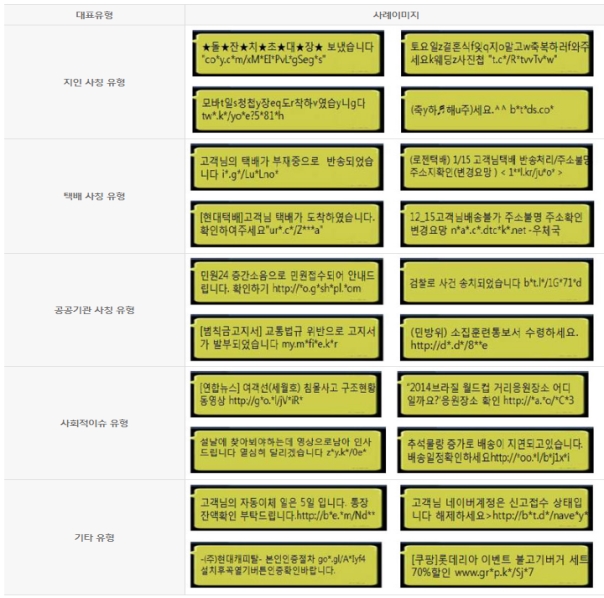 대표유형 사례이미지
지인 사칭 유형
★돌★잔★치★초★대★장★ 보냈습니다
"co*y.c*m/xM*EI*PvL*gSeg*s"
토요일z결혼식f잊q지o말고w축복하러f와주
세요k웨딩z사진첩 "t.c*/R*tvvTv*w"
모바t일s청첩y장eq도r착하v였습y니g다
tw*.k*/yo*e?5*81*h
(축y하♬해u주)세요.^^ b*t*ds.co*
택배 사칭 유형
고객님의 택배가 부재중으로 반송되었습
니다 i*.g*/Lu*Lno*
(로젠택배) 1/15 고객님택배 반송처리/주소불명
주소지확인(변경요망) < 1**l.kr/ju*o* >
[현대택배]고객님 택배가 도착하였습니다.
확인하여주세요"ur*.c*/Z***a"
12_15고객님배송불가 주소불명 주소확인
변경요망 n*a*.c*.dtc*k*.net -우체국
공공기관 사칭 유형
민원24 층간소음으로 민원접수되어 안내드
립니다. 확인하기 http://*o.g*sh*pl.*om
검찰로 사건 송치되었습니다 b*t.l*/1G*71*d
[범칙금고지서] 교통법규 위반으로 고지서
가 발부되었습니다 my.m*fi*e.k*r
(민방위) 소집훈련통보서 수령하세요.
http://d*.d*/8**e
사회적이슈 유형
[연합뉴스] 여객선(세월호) 침몰사고 구조현황
동영상 http://g*o.*l/jV*iR*
"2014브라질 월드컵 거리응원장소 어디
일까요?'응원장소 확인 http://*a.*o/*C*3
설날에 찾아봐야하는데 영상으로남아 인사
드립니다 열심히 달리겠습니다 z*y.k*/0e*
추석물량 증가로 배송이 지연되고있습니다.
배송일정확인하세요http://*oo.*l/b*j1x*i
기타 유형
고객님의 자동이체 일은 5일 입니다. 통장
잔액확인 부탁드립니다.http://b*e.*m/Nd**
고객님 네이버계정은 신고접수 상태입
니다 해제하세요>http://b*t.d*/nave*y*
-(주)현대캐피탈- 본인인증절차 go*.gl/A*lyf4
설치후꼭열기버튼인증확인바랍니다.
[쿠팡]롯데리아 이벤트 불고기버거 세트
70%할인 www.gr*p.k*/Sj*7